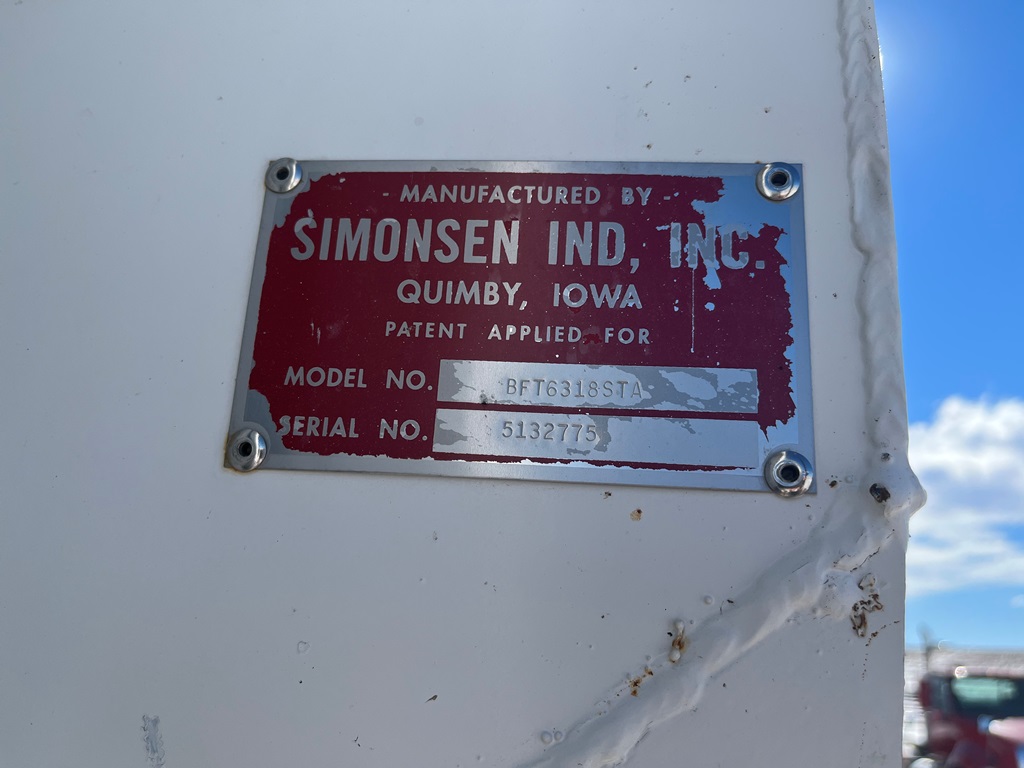 - MANUFACTURED BY -
SIMONSEN IND, INC.
QUIMBY, IOWA
PATENT APPLIED FOR
MODEL NO. BFT6318STA
SERIAL NO. 5132775